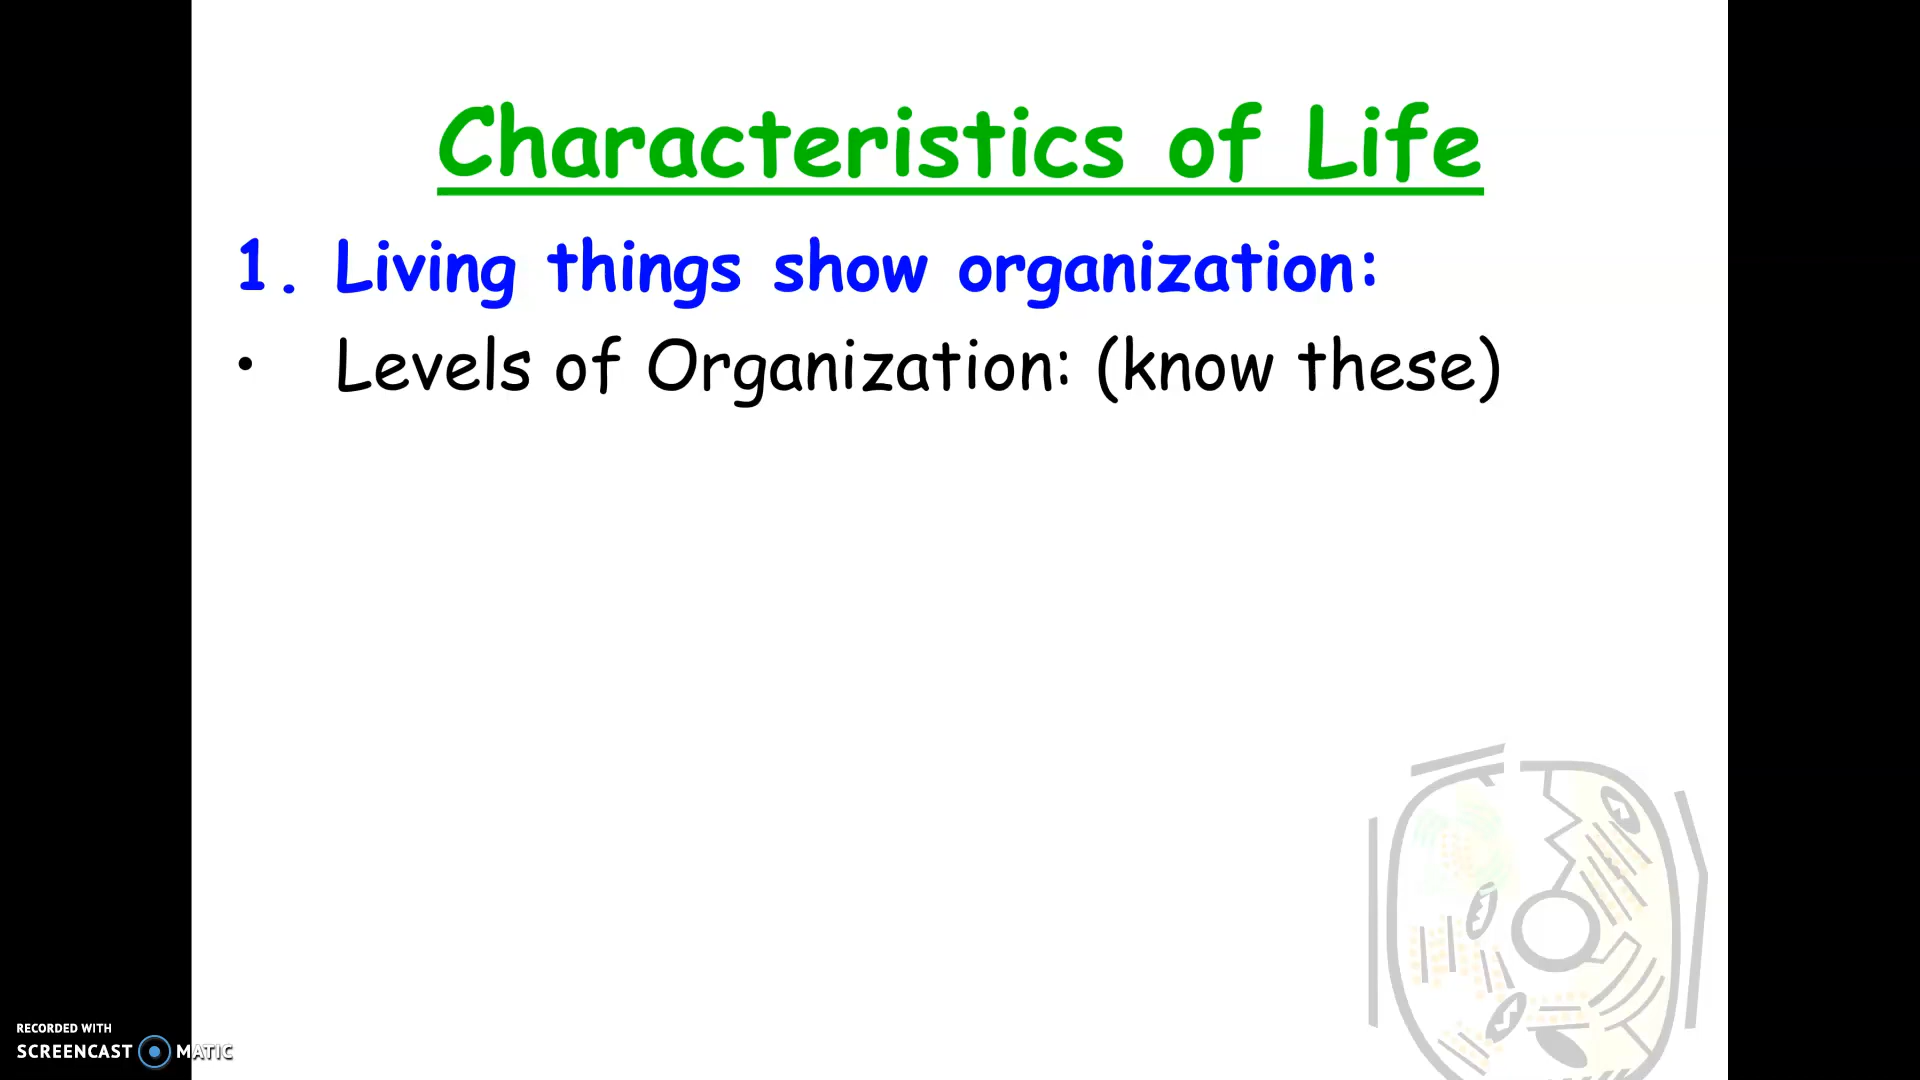 Characteristics of Life
1. Living things show organization:
• Levels of Organization: (know these)
RECORDED WITH
SCREENCAST MATIC